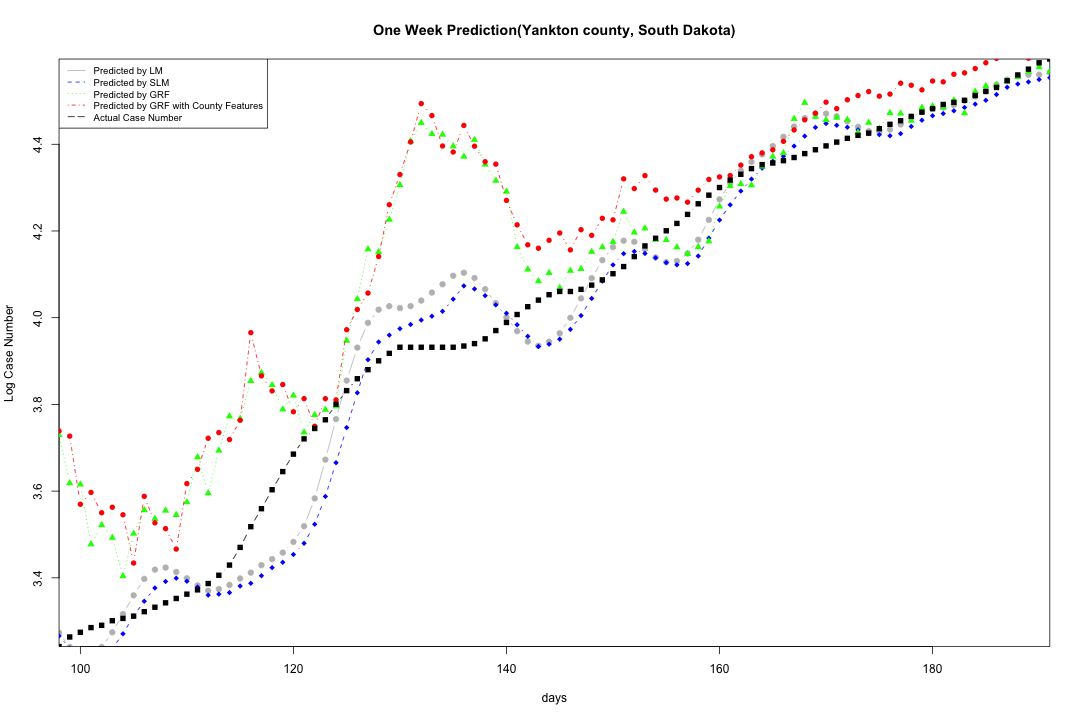 One Week Prediction(Yankton county, South Dakota)
Predicted by LM
Predicted by SLM
Predicted by GRF
Predicted by GRF with County Features
Actual Case Number
Log Case Number
4.4
4.2
4.0
3.8
3.6
3.4
100 120 140 160 180
days